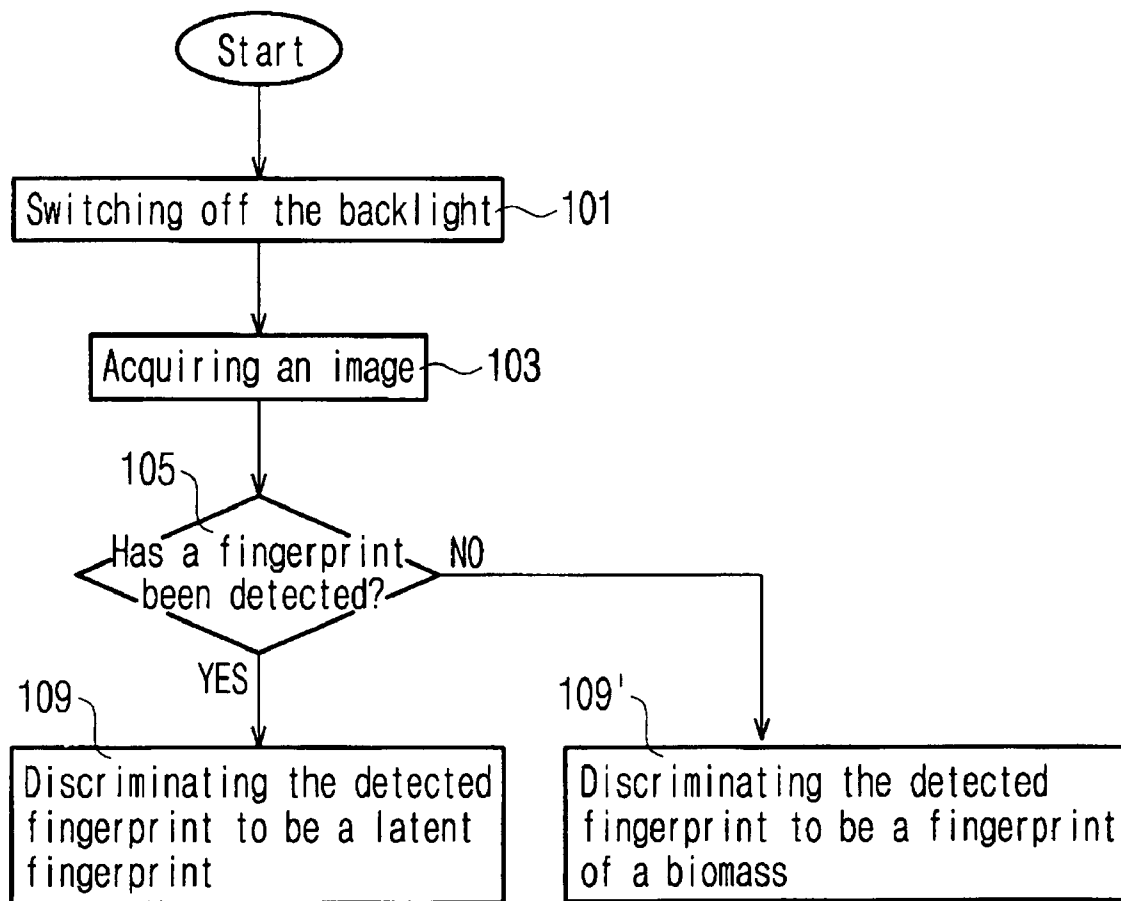 Start
Switching off the backlight
101
Acquiring an image
103
105
Has a fingerprint
been detected?
NO
YES
109
Discriminating the detected
fingerprint to be a latent
fingerprint
109'
Discriminating the detected
fingerprint to be a fingerprint
of a biomass